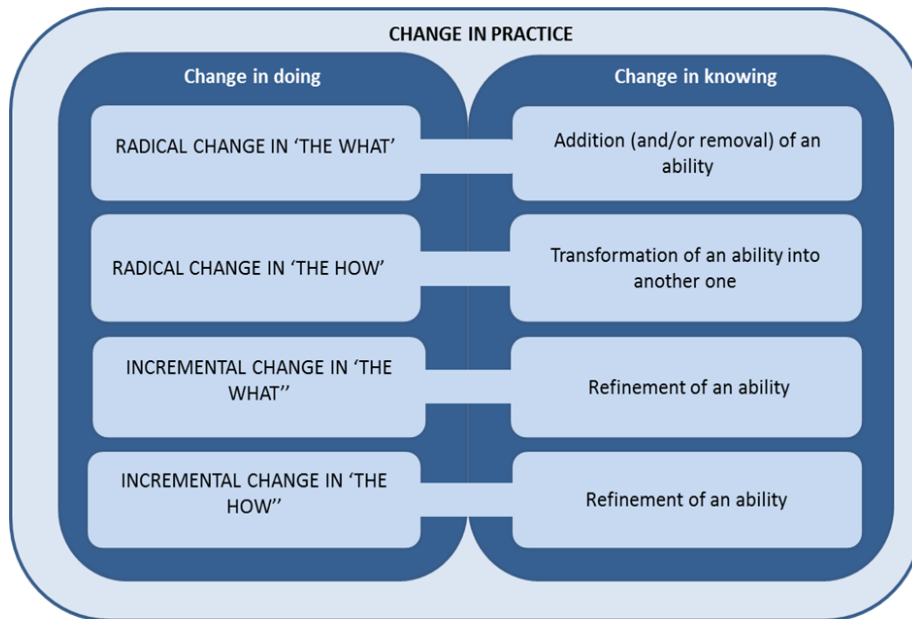 CHANGE IN PRACTICE
Change in doing
Change in knowing
RADICAL CHANGE IN ‘THE WHAT’
Addition (and/or removal) of an
ability
RADICAL CHANGE IN ‘THE HOW’
Transformation of an ability into
another one
INCREMENTAL CHANGE IN ‘THE
WHAT’’
Refinement of an ability
INCREMENTAL CHANGE IN ‘THE
HOW’’
Refinement of an ability